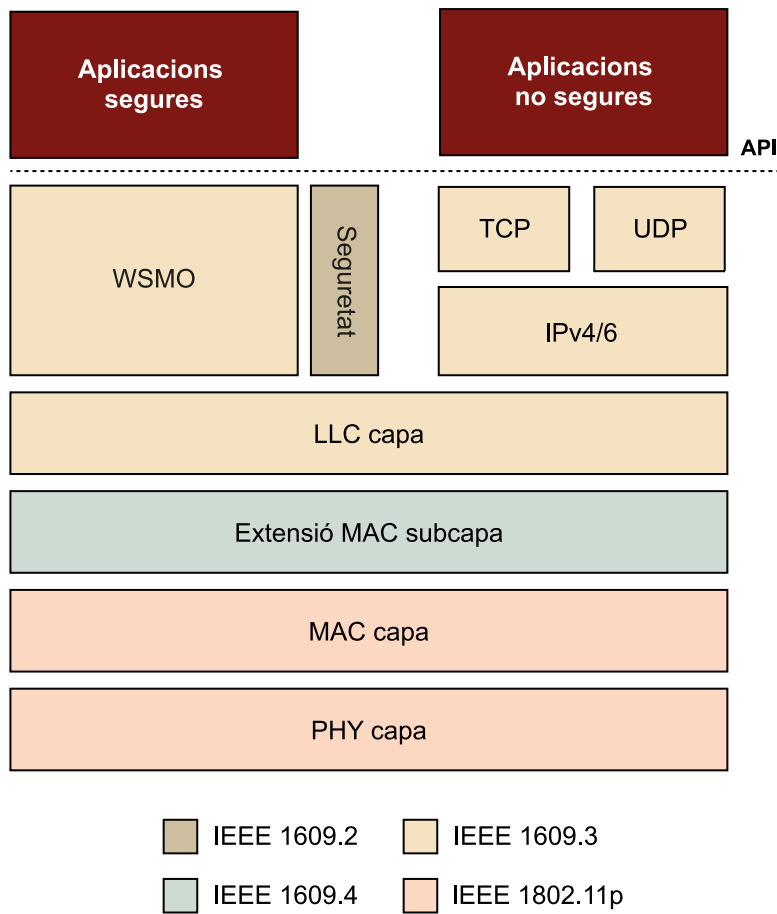 Aplicacions
segures
Aplicacions
no segures
API
WSMO
Seguretat
TCP
UDP
IPv4/6
LLC capa
Extensió MAC subcapa
MAC capa
PHY capa
IEEE 1609.2
IEEE 1609.3
IEEE 1609.4
IEEE 1802.11p